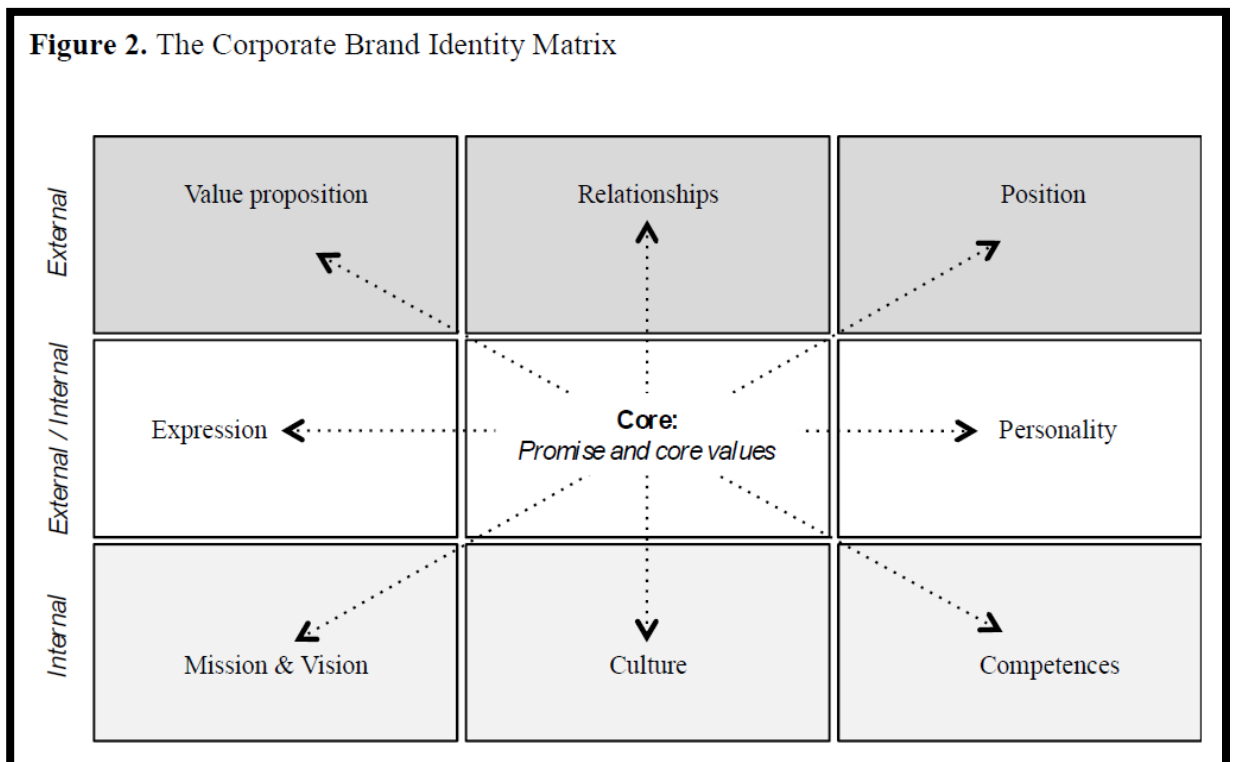 Figure 2. The Corporate Brand Identity Matrix
External
Value proposition
Relationships
Position
External / Internal
Expression
Core:
Promise and core values
Personality
Internal
Mission & Vision
Culture
Competences